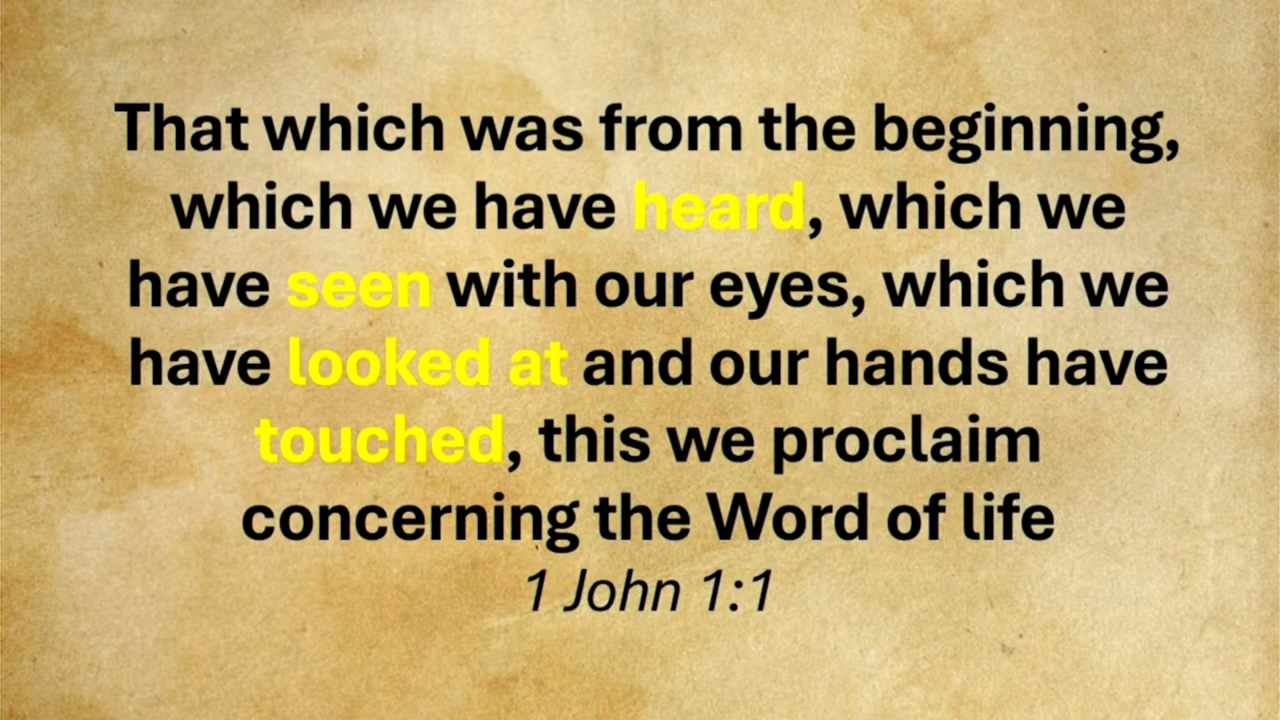 That which was from the beginning,
which we have heard, which we
have seen with our eyes, which we
have looked at and our hands have
touched, this we proclaim
concerning the Word of life
1 John 1:1